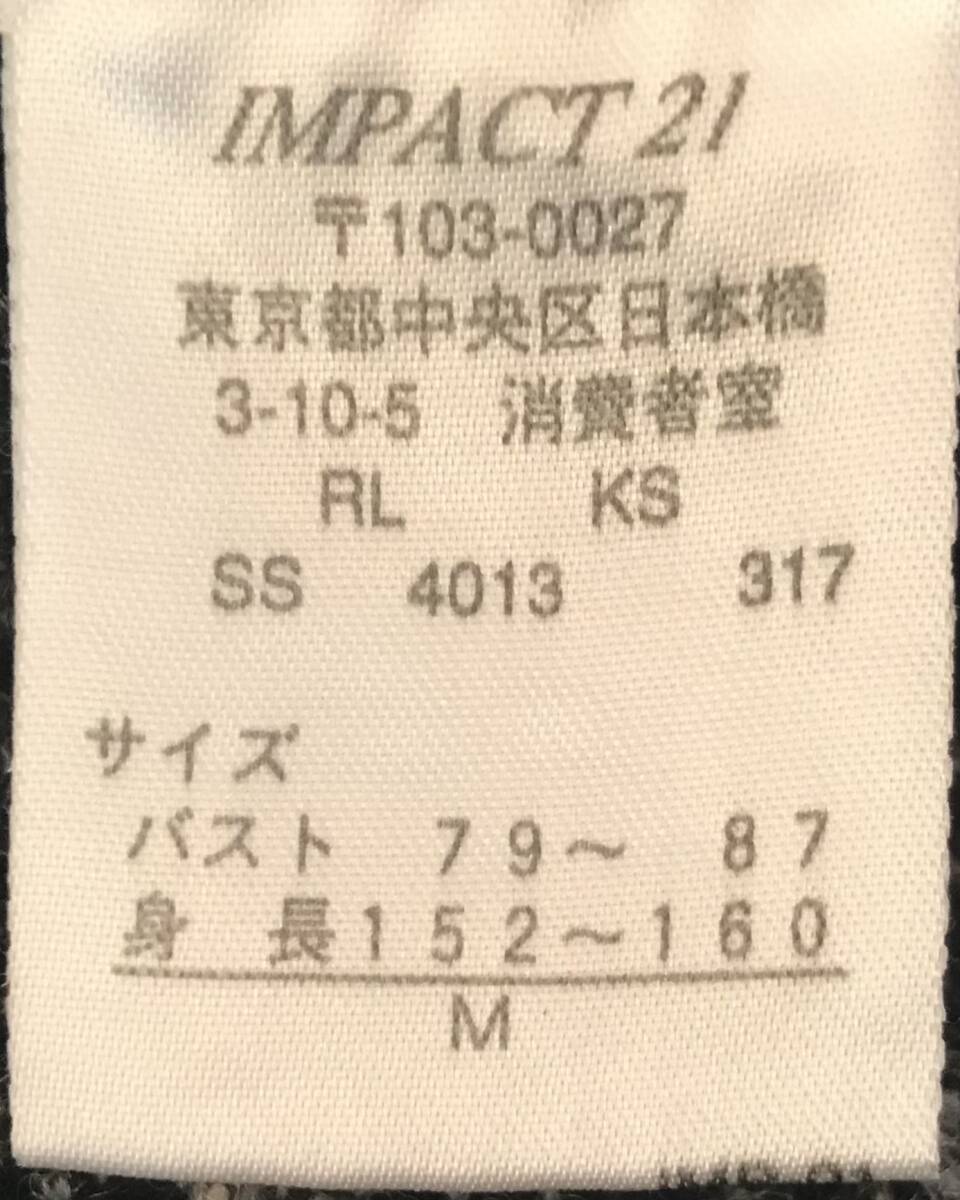 IMPACT 21
〒103-0027
東京都中央区日本橋
3-10-5 消費者室
RL KS
SS 4013 317
サイズ
バスト 79～ 87
身 長152～160
M